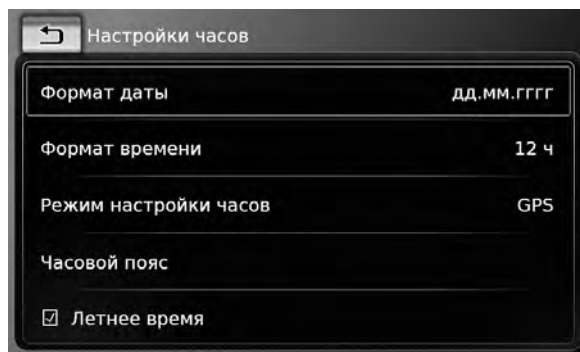 Настройки часов
Формат даты дд.мм.гггг
Формат времени 12 ч
Режим настройки часов GPS
Часовой пояс
Летнее время